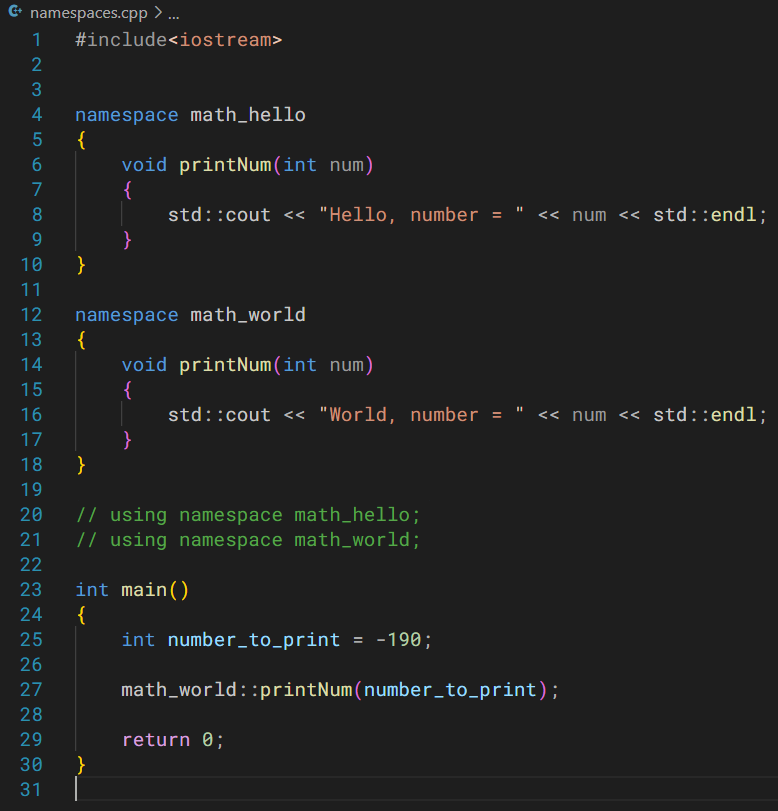 namespaces.cpp > ...
1 #include<iostream>
2
3
4 namespace math_hello
5 {
6     void printNum(int num)
7     {
8         std::cout << "Hello, number = " << num << std::endl;
9     }
10 }
11
12 namespace math_world
13 {
14     void printNum(int num)
15     {
16         std::cout << "World, number = " << num << std::endl;
17     }
18 }
19
20 // using namespace math_hello;
21 // using namespace math_world;
22
23 int main()
24 {
25     int number_to_print = -190;
26
27     math_world::printNum(number_to_print);
28
29     return 0;
30 }
31